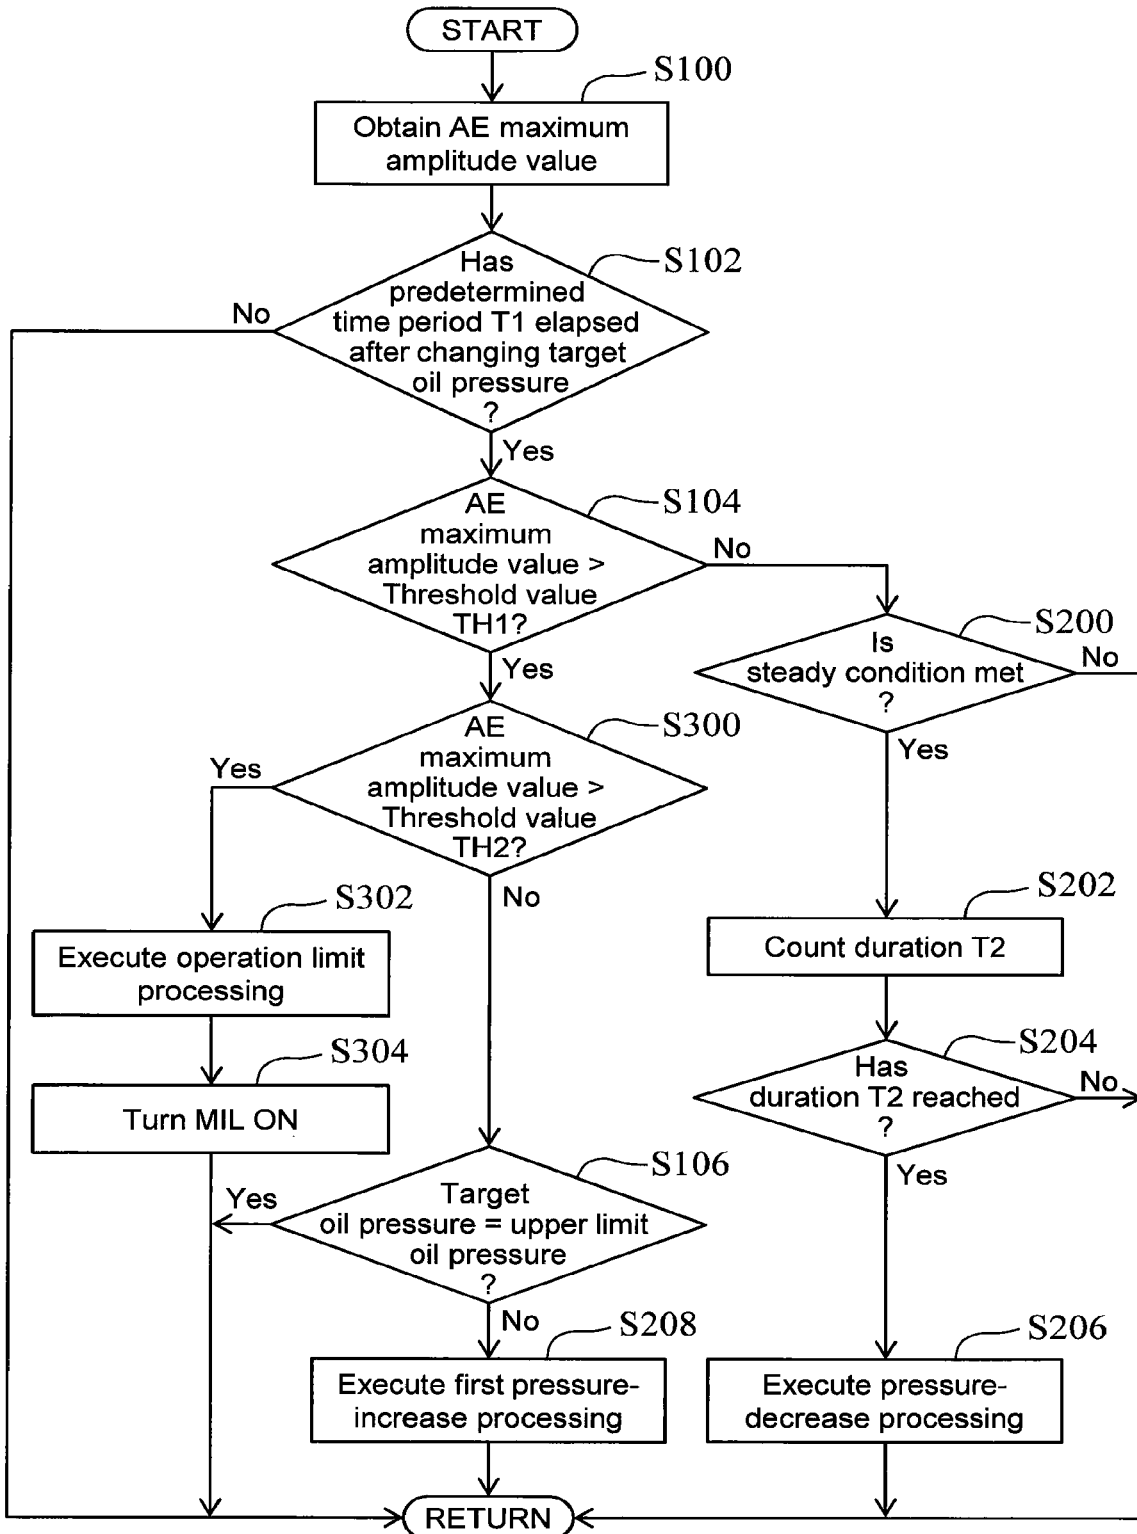 START
S100
Obtain AE maximum
amplitude value
S102
Has
predetermined
time period T1 elapsed
after changing target
oil pressure
?
No
Yes
S104
AE
maximum
amplitude value >
Threshold value
TH1?
No
Yes
S200
Is
steady condition met
?
No
Yes
S300
AE
maximum
amplitude value >
Threshold value
TH2?
Yes
No
S302
Execute operation limit
processing
S202
Count duration T2
S304
Turn MIL ON
S204
Has
duration T2 reached
?
No
Yes
S106
Target
oil pressure = upper limit
oil pressure
?
Yes
No
S208
Execute first pressure-
increase processing
S206
Execute pressure-
decrease processing
RETURN